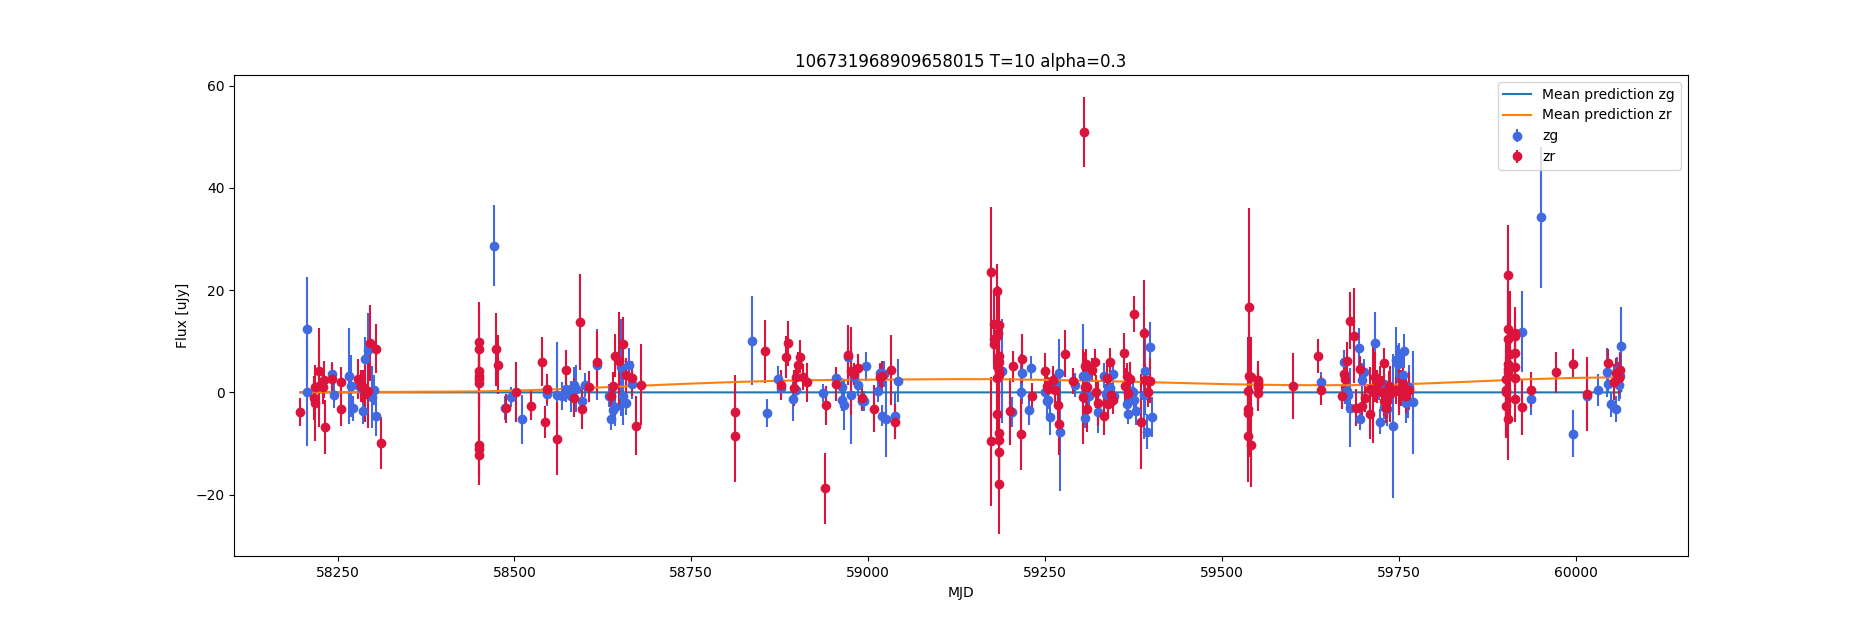 106731968909658015 T=10 alpha=0.3
Mean prediction zg
Mean prediction zr
zg
zr
60
40
20
0
−20
Flux [uJy]
58250 58500 58750 59000 59250 59500 59750 60000
MJD